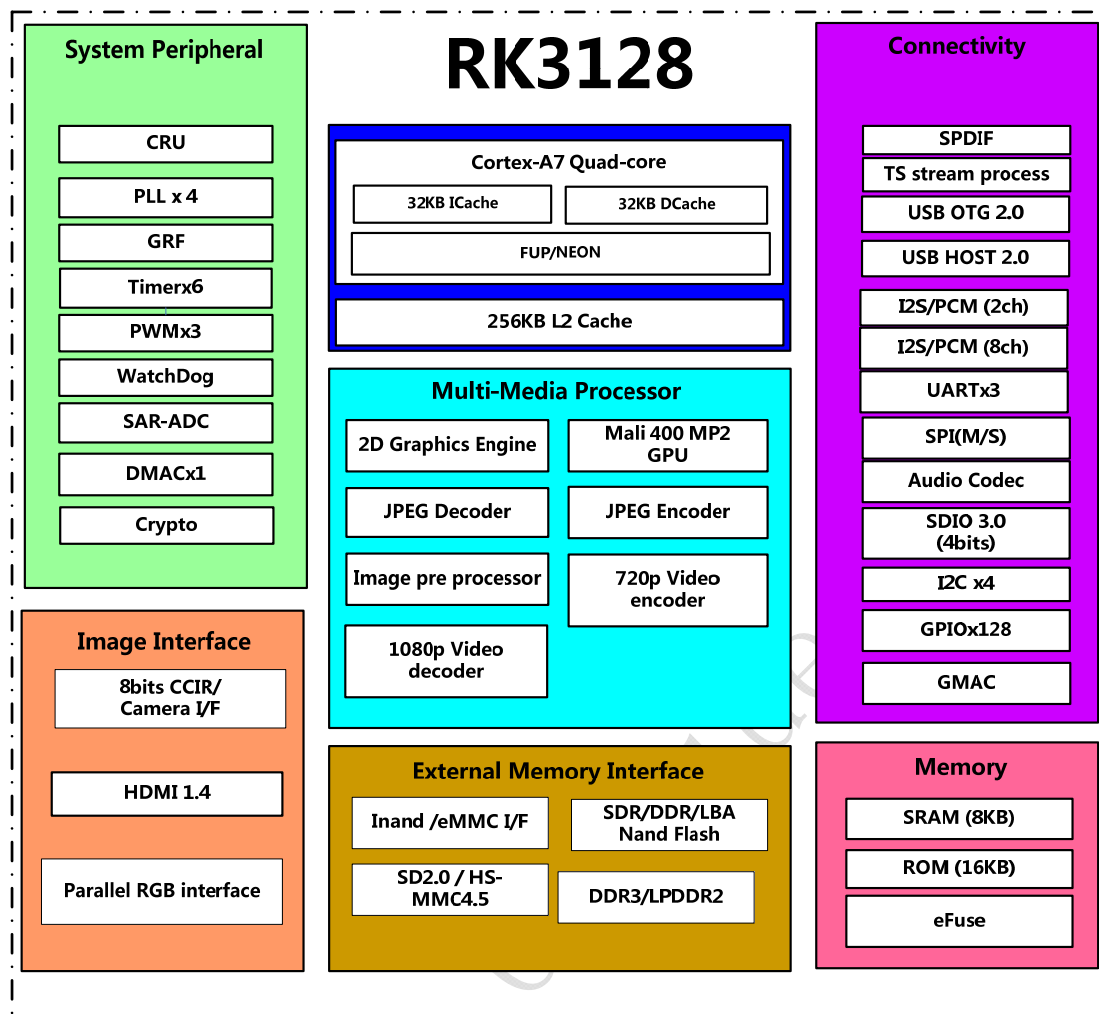 RK3128
System Peripheral
CRU
PLL x 4
GRF
Timerx6
PWMx3
WatchDog
SAR-ADC
DMACx1
Crypto
Image Interface
8bits CCIR/
Camera I/F
HDMI 1.4
Parallel RGB interface
Cortex-A7 Quad-core
32KB ICache
32KB DCache
FUP/NEON
256KB L2 Cache
Multi-Media Processor
2D Graphics Engine
Mali 400 MP2
GPU
JPEG Decoder
JPEG Encoder
Image pre processor
720p Video
encoder
1080p Video
decoder
External Memory Interface
Inand /eMMC I/F
SDR/DDR/LBA
Nand Flash
SD2.0 / HS-
MMC4.5
DDR3/LPDDR2
Connectivity
SPDIF
TS stream process
USB OTG 2.0
USB HOST 2.0
I2S/PCM (2ch)
I2S/PCM (8ch)
UARTx3
SPI(M/S)
Audio Codec
SDIO 3.0
(4bits)
I2C x4
GPIOx128
GMAC
Memory
SRAM (8KB)
ROM (16KB)
eFuse